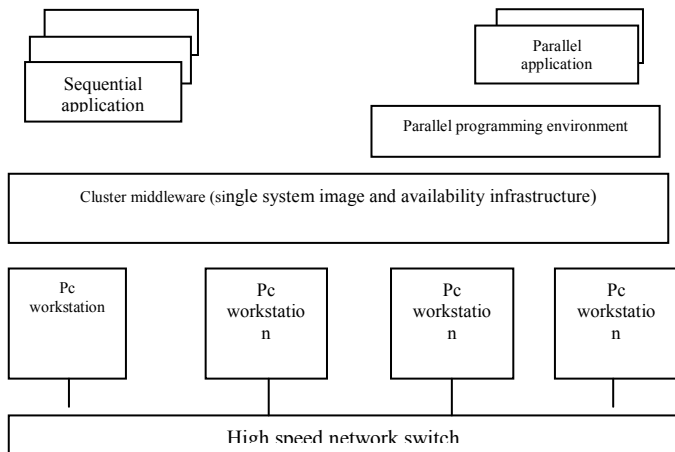 Sequential
application
Parallel
application
Parallel programming environment
Cluster middleware (single system image and availability infrastructure)
Pc
workstation
Pc
workstatio
n
Pc
workstatio
n
Pc
workstatio
n
High speed network switch